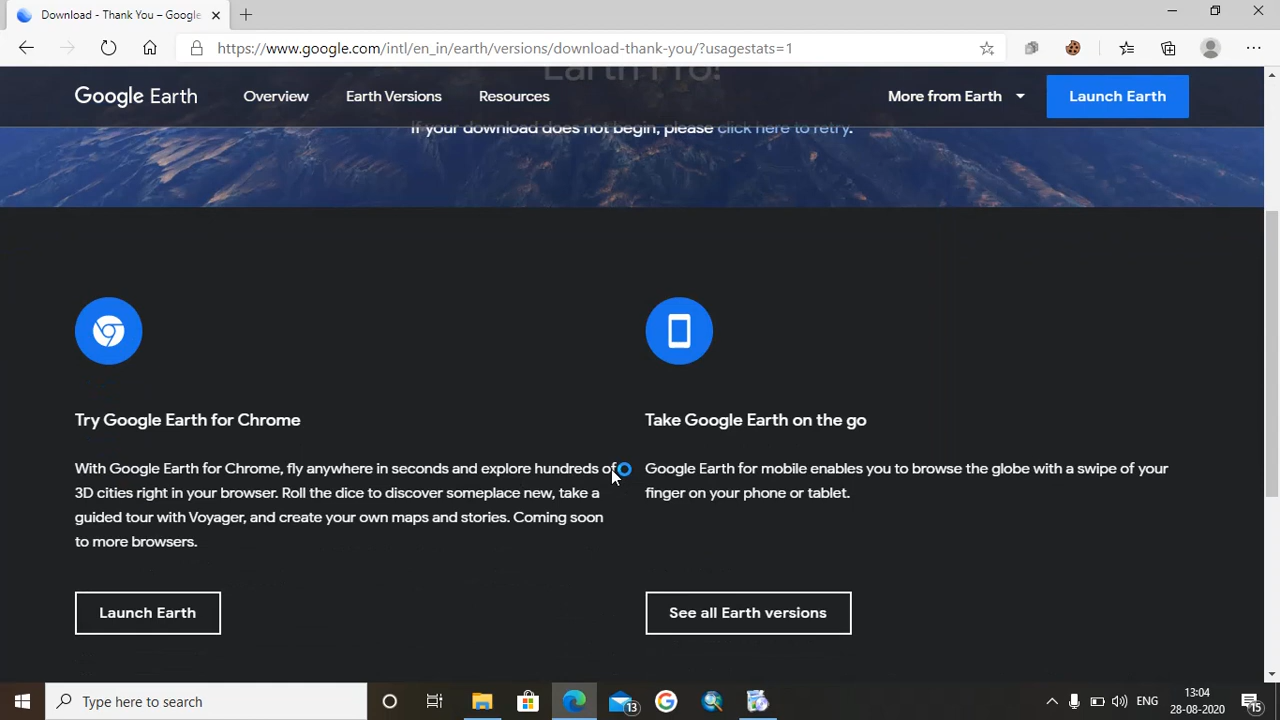 Download - Thank You – Google
https://www.google.com/intl/en_in/earth/versions/download-thank-you/?usagestats=1
Earth Pro!
Google Earth
Overview
Earth Versions
Resources
More from Earth
Launch Earth
If your download does not begin, please click here to retry.
Try Google Earth for Chrome
With Google Earth for Chrome, fly anywhere in seconds and explore hundreds of
3D cities right in your browser. Roll the dice to discover someplace new, take a
guided tour with Voyager, and create your own maps and stories. Coming soon
to more browsers.
Launch Earth
Take Google Earth on the go
Google Earth for mobile enables you to browse the globe with a swipe of your
finger on your phone or tablet.
See all Earth versions
Type here to search
13
ENG
13:04
28-08-2020
15